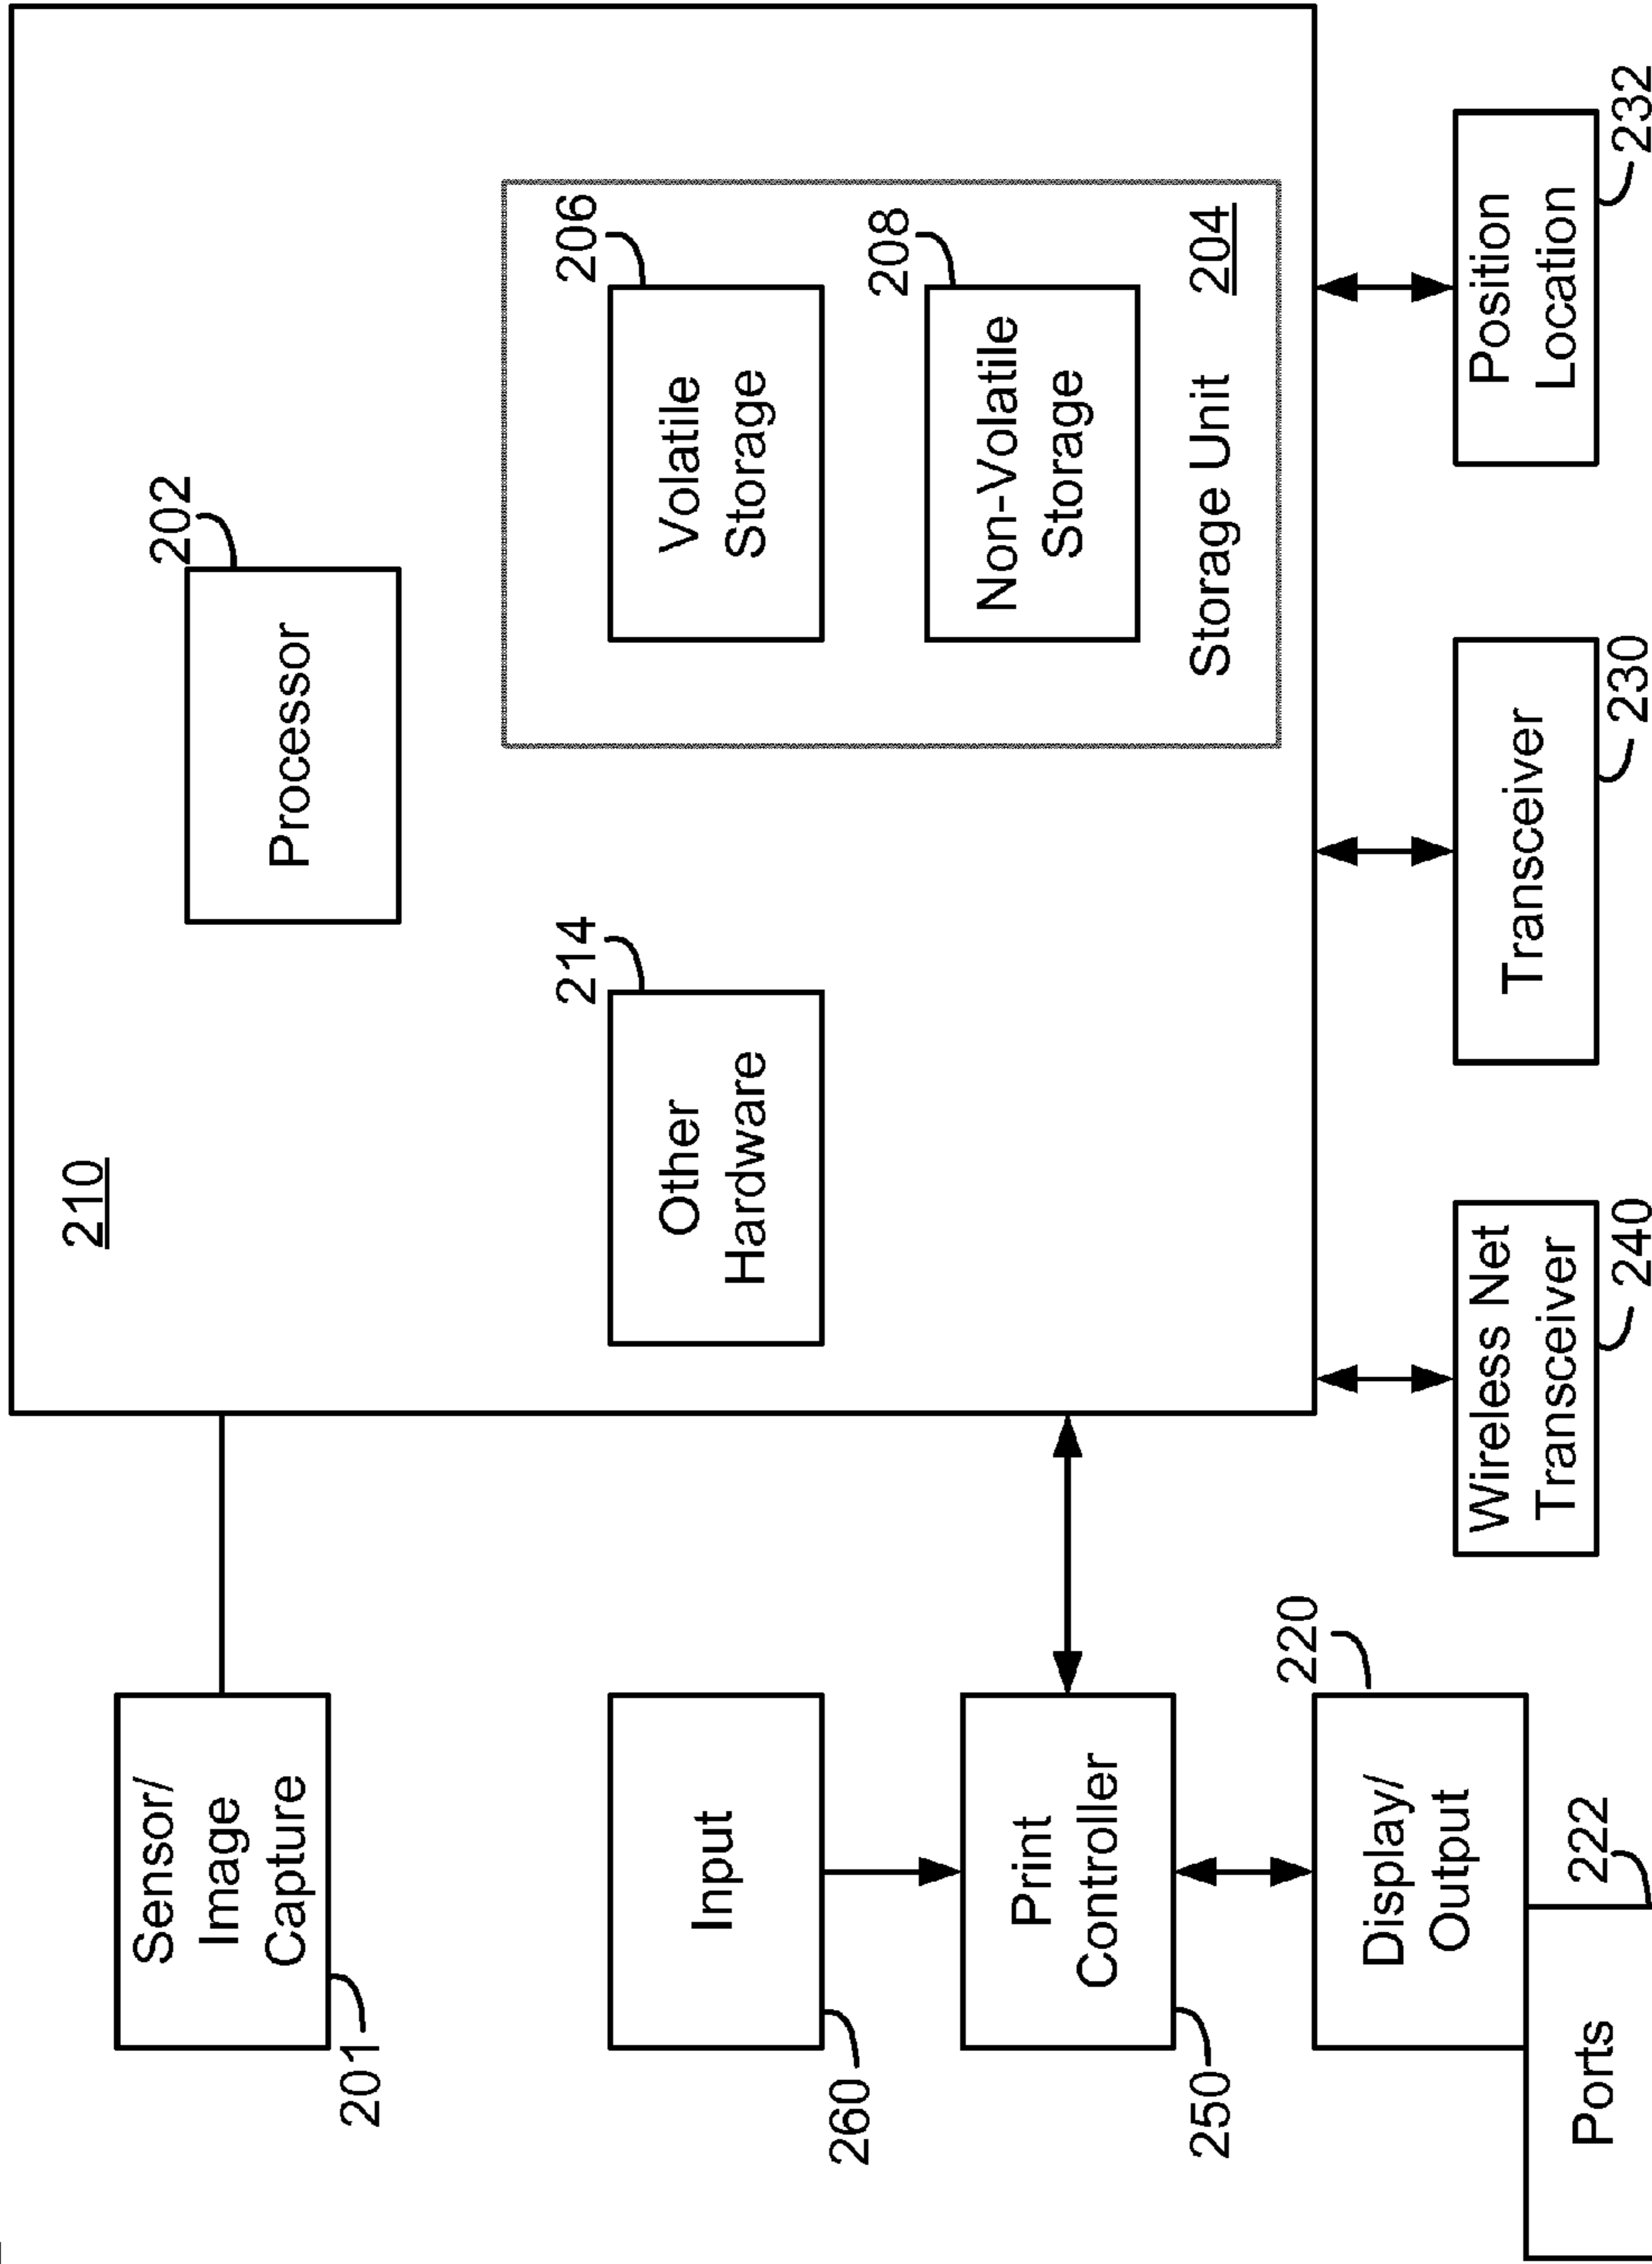 210
Processor
202
Other
Hardware
214
Volatile
Storage
206
Non-Volatile
Storage
208
Storage Unit
204
Sensor/
Image
Capture
201
Input
260
Print
Controller
250
Display/
Output
220
Ports
222
Wireless Net
Transceiver
240
Transceiver
230
Position
Location
232